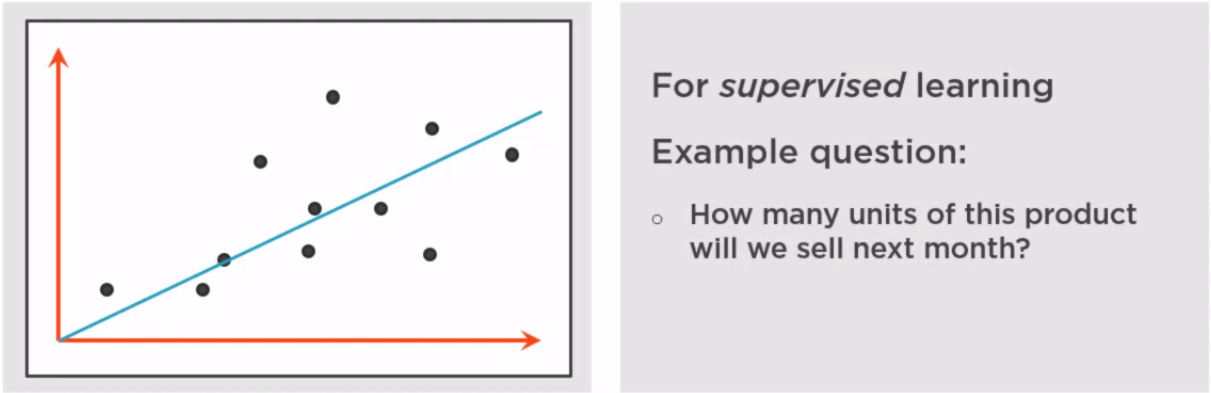 For supervised learning
Example question:
○ How many units of this product
will we sell next month?